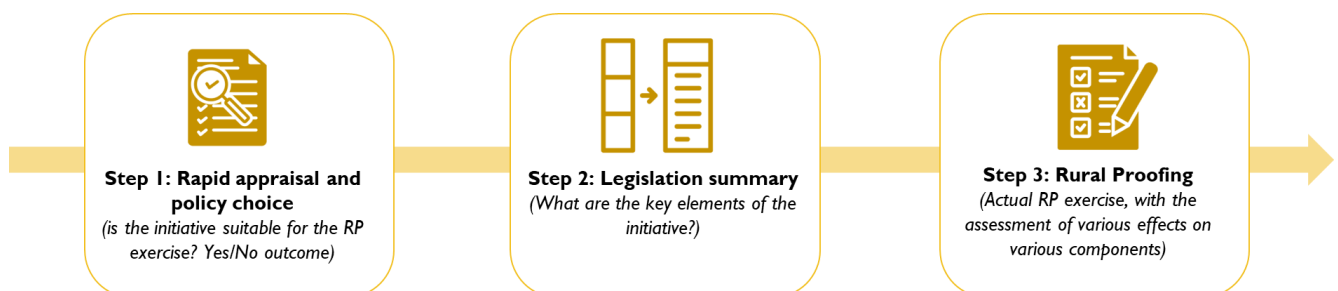 Step 1: Rapid appraisal and
policy choice
(is the initiative suitable for the RP
exercise? Yes/No outcome)
Step 2: Legislation summary
(What are the key elements of the
initiative?)
Step 3: Rural Proofing
(Actual RP exercise, with the
assessment of various effects on
various components)